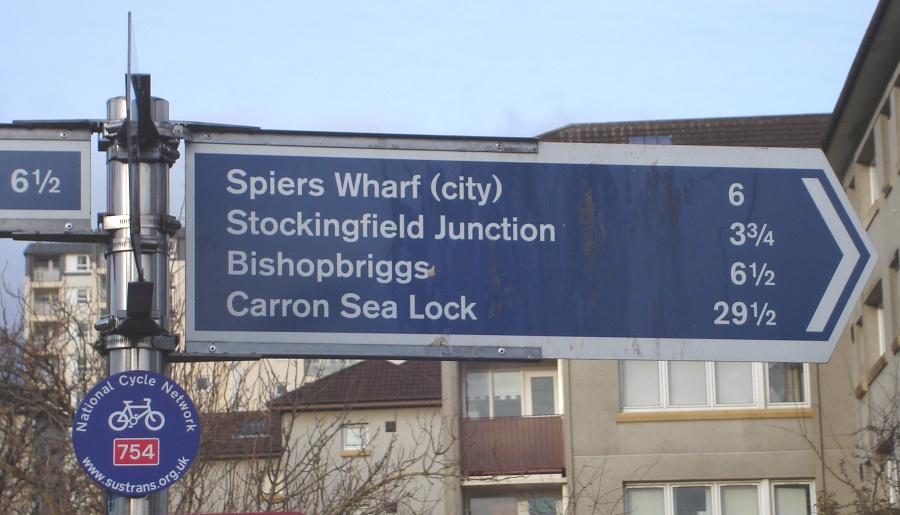 6½
Spiers Wharf (city) 6
Stockingfield Junction 3¾
Bishopbriggs 6½
Carron Sea Lock 29½
National Cycle Network
754
www.sustrans.org.uk